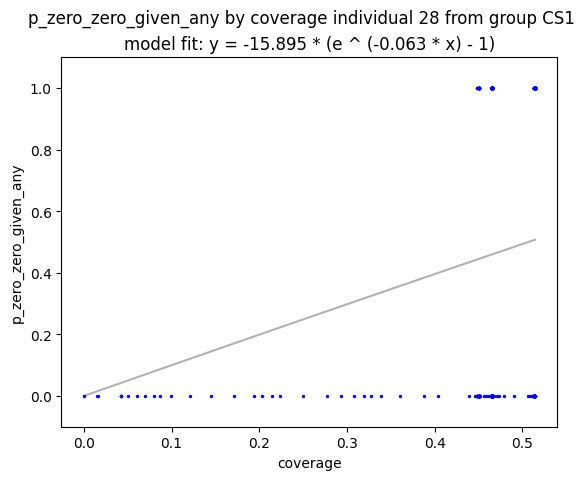 p_zero_zero_given_any by coverage individual 28 from group CS1
model fit: y = -15.895 * (e ^ (-0.063 * x) - 1)
1.0
0.8
0.6
0.4
0.2
0.0
p_zero_zero_given_any
0.0 0.1 0.2 0.3 0.4 0.5
coverage